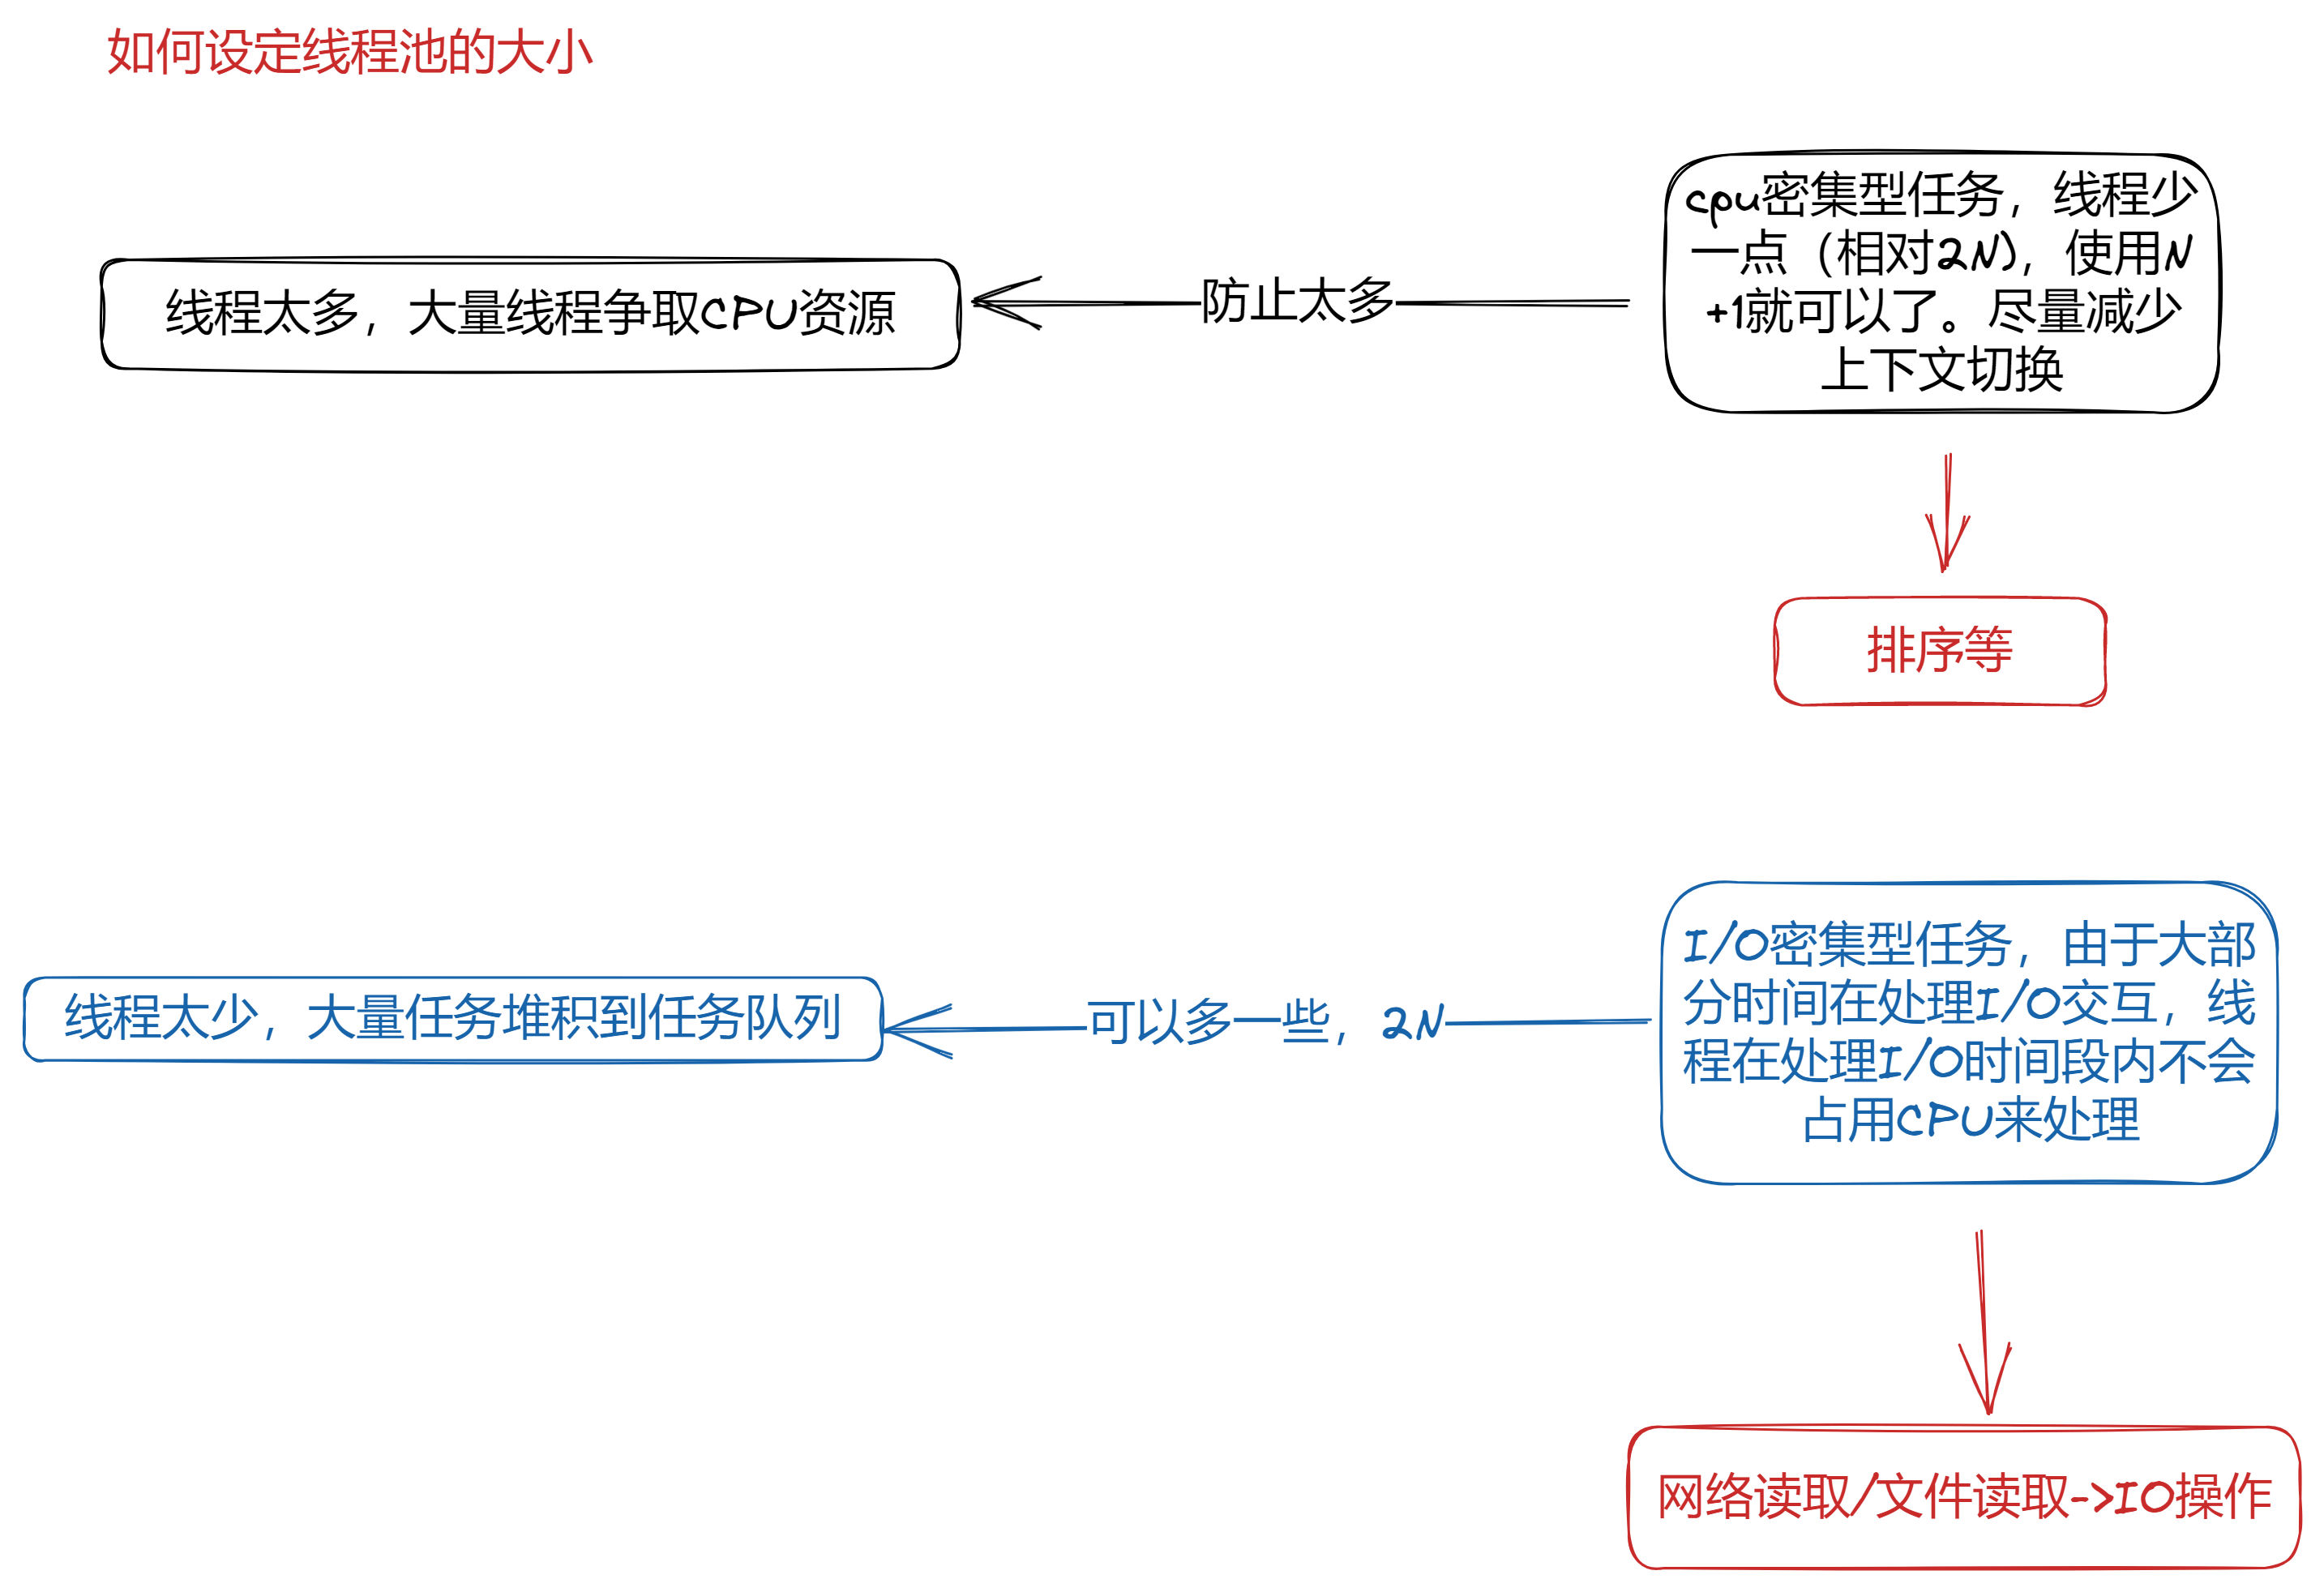 如何设定线程池的大小
线程太多，大量线程争取CPU资源
防止太多
cpu密集型任务，线程少
一点（相对2N），使用N
+1就可以了。尽量减少
上下文切换
排序等
线程太少，大量任务堆积到任务队列
可以多一些，2N
I/O密集型任务，由于大部
分时间在处理I/O交互，线
程在处理I/O时间段内不会
占用CPU来处理
网络读取/文件读取->IO操作